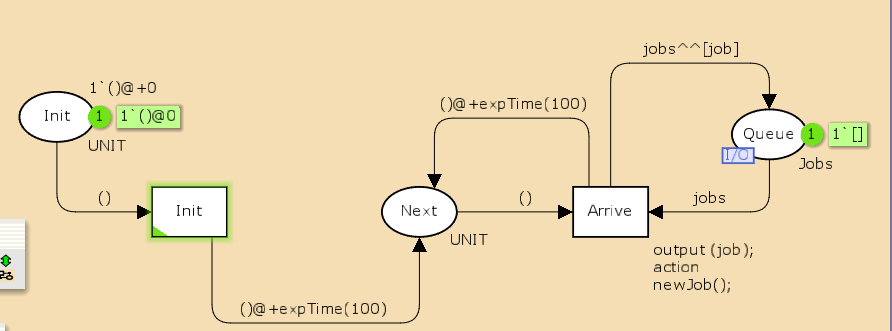 1`()@+0
Init
1
1`()@0
UNIT
()
Init
()@+expTime(100)
()@+expTime(100)
Next
UNIT
()
Arrive
jobs^^[job]
Queue
1
1`[]
I/O
Jobs
jobs
output (job);
action
newJob();